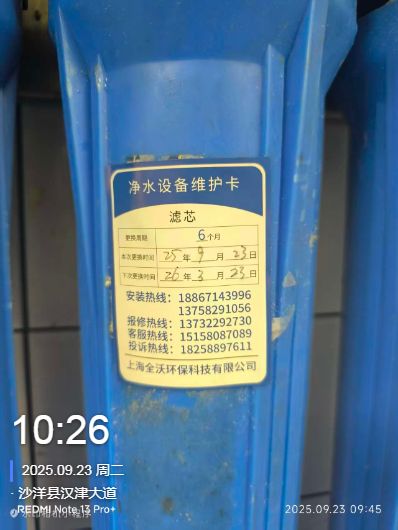 净水设备维护卡
滤芯
更换周期 6个月
本次更换时间 25年9月23日
下次更换时间 26年3月23日
安装热线：18867143996
13758291056
报修热线：13732292730
客服热线：15158087089
投诉热线：18258897611
上海全沃环保科技有限公司
10:26
2025.09.23 周二
· 沙洋县汉津大道
REDMI Note 13 Pro+
2025.09.23 09:45